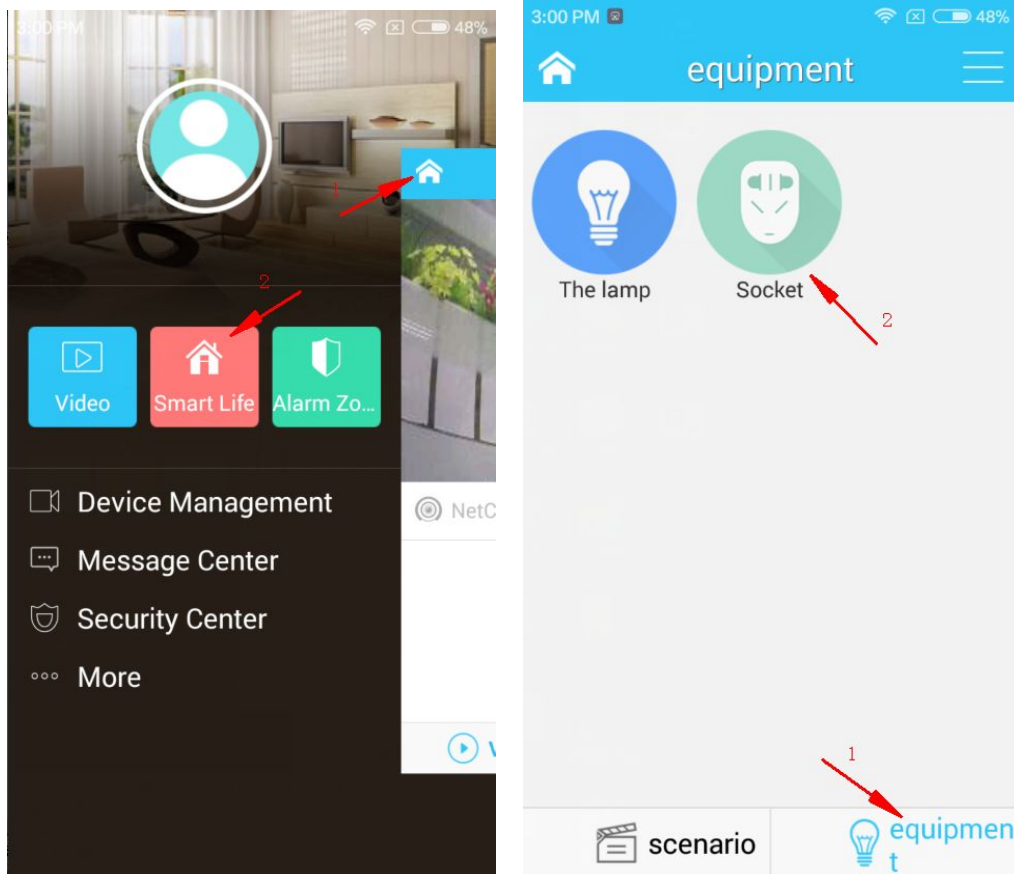 3:00 PM
48%
1
2
Video
Smart Life
Alarm Zo...
Device Management
NetC
Message Center
Security Center
More
3:00 PM
48%
equipment
The lamp
Socket
2
1
scenario
equipmen
t